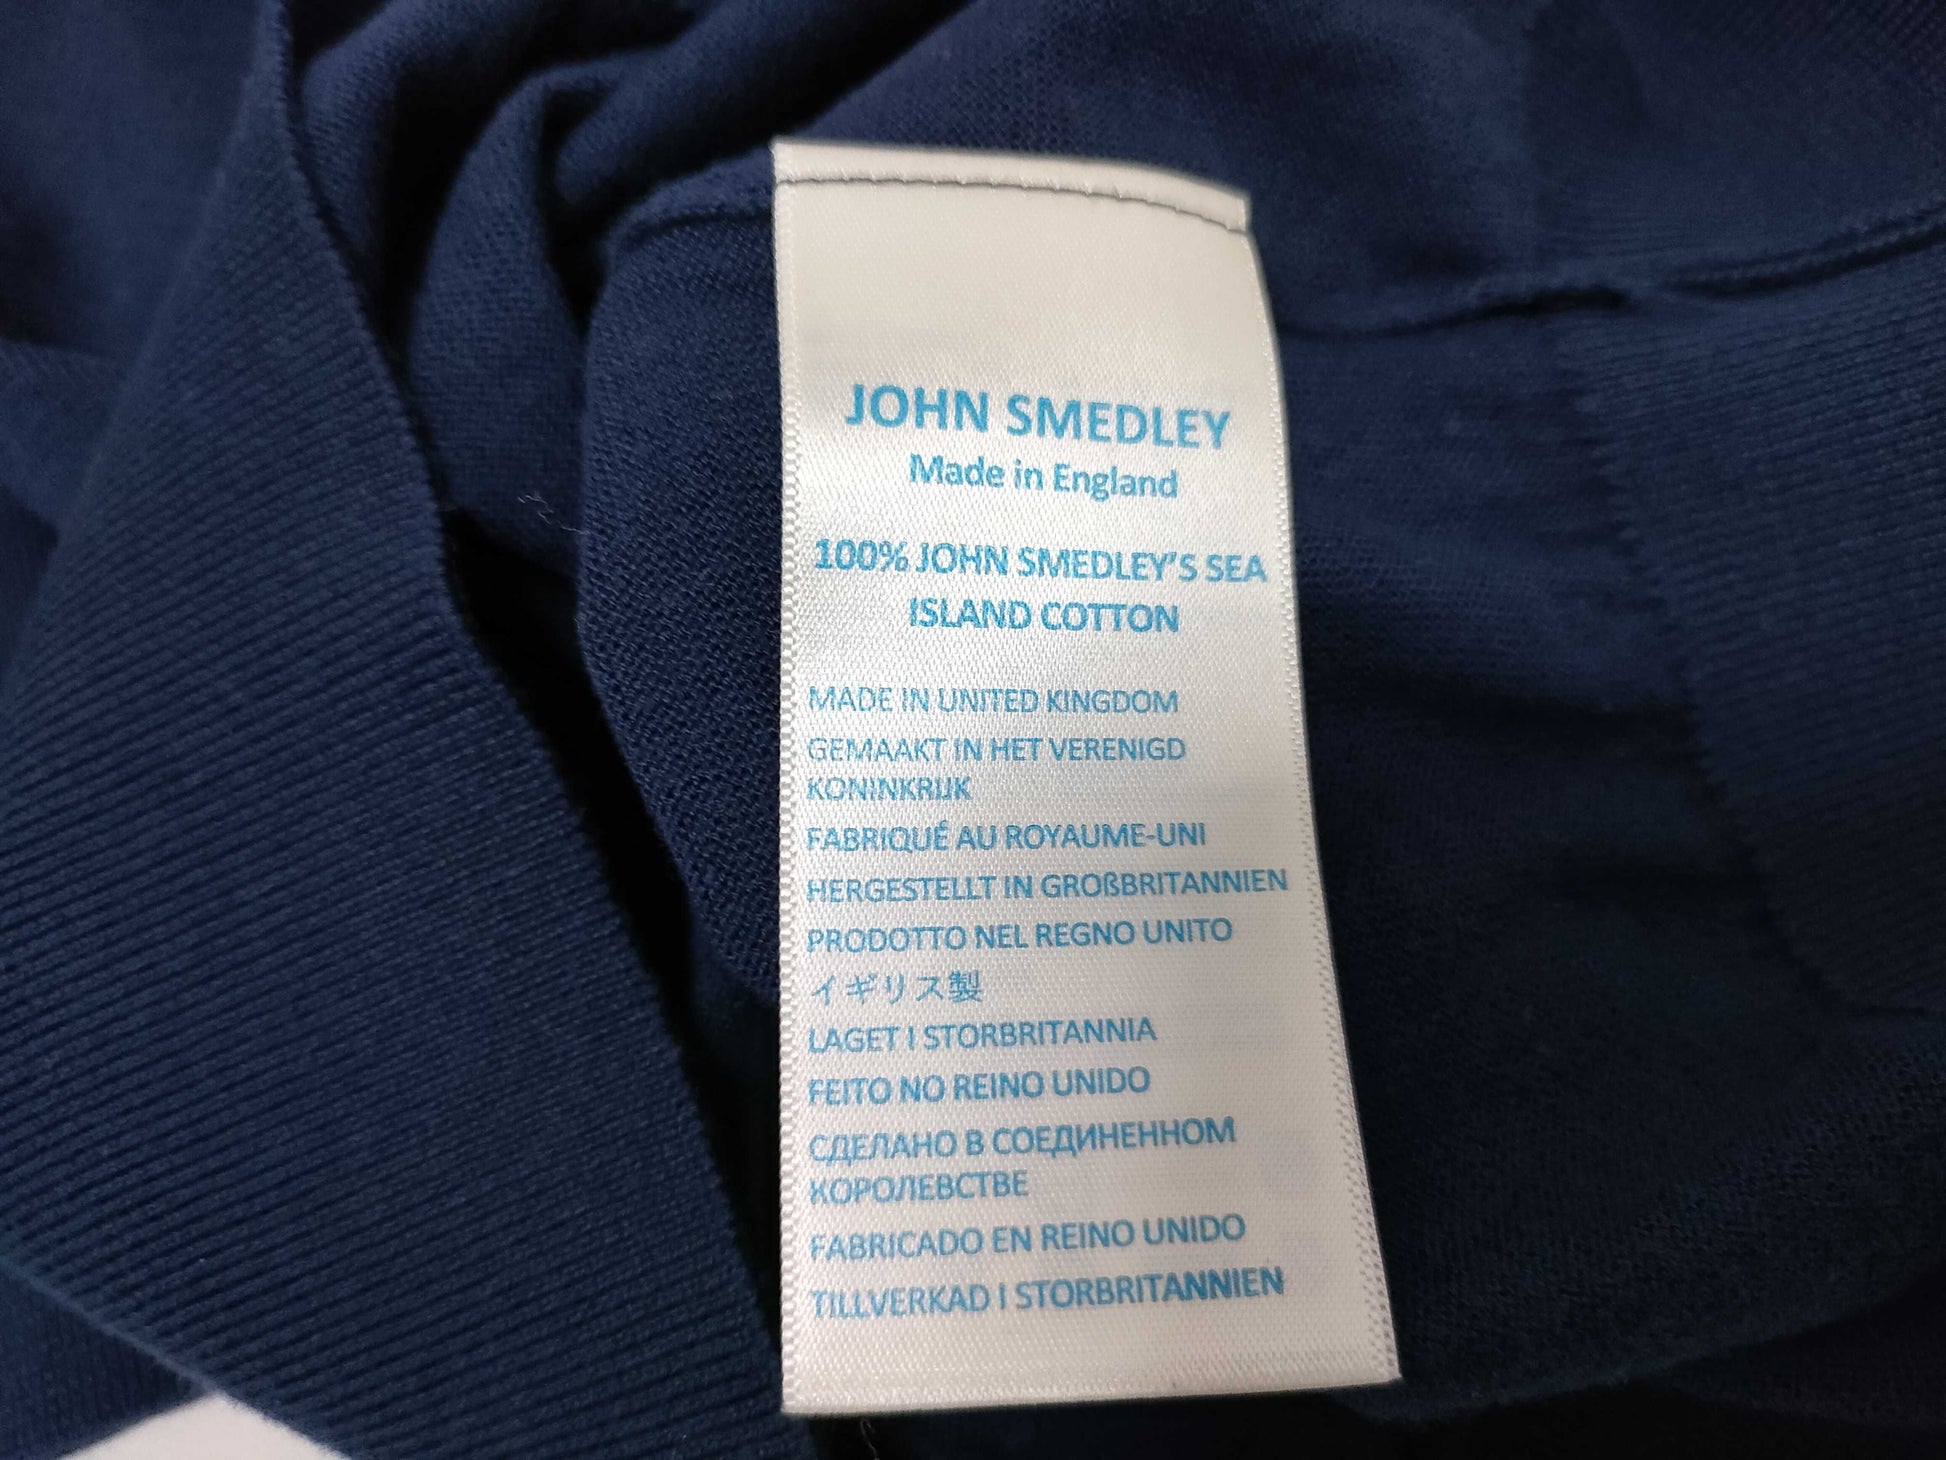 JOHN SMEDLEY
Made in England
100% JOHN SMEDLEY'S SEA
ISLAND COTTON
MADE IN UNITED KINGDOM
GEMAAKT IN HET VERENIGD
KONINKRIJK
FABRIQUÉ AU ROYAUME-UNI
HERGESTELLT IN GROßBRITANNIEN
PRODOTTO NEL REGNO UNITO
イギリス製
LAGET I STORBRITANNIA
FEITO NO REINO UNIDO
СДЕЛАНО В СОЕДИНЕННОМ
КОРОЛЕВСТВЕ
FABRICADO EN REINO UNIDO
TILLVERKAD I STORBRITANNIEN